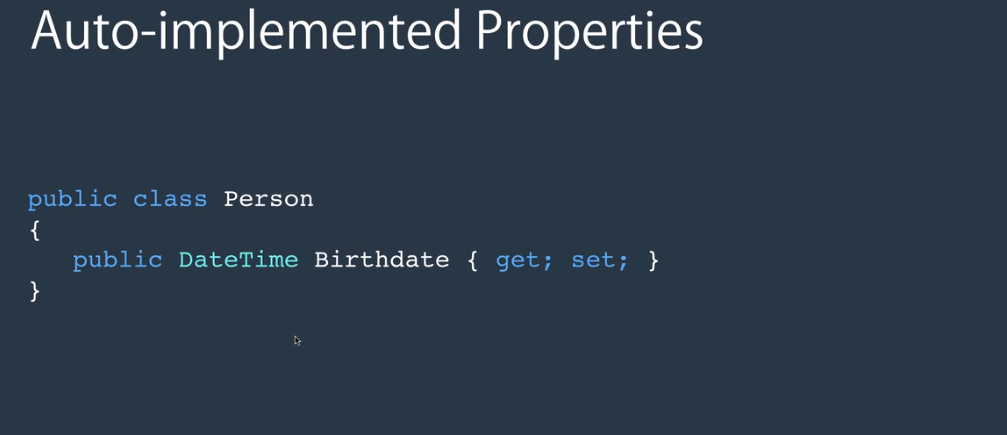 Auto-implemented Properties
public class Person
{
public DateTime Birthdate { get; set; }
}